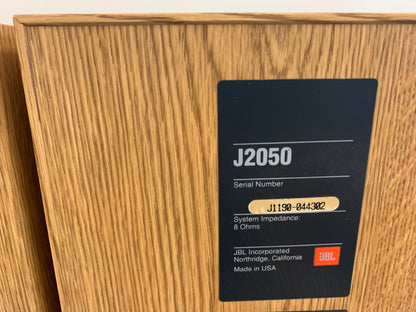 J2050
Serial Number
J1190-044302
System Impedance:
8 Ohms
JBL Incorporated
Northridge, California
Made in USA
JBL